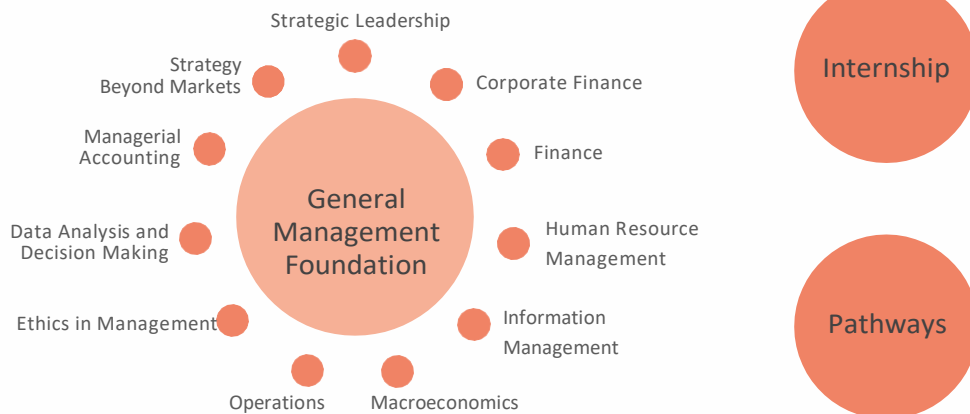 Strategic Leadership
Strategy
Beyond Markets
Corporate Finance
Internship
Managerial
Accounting
Finance
General
Management
Foundation
Data Analysis and
Decision Making
Human Resource
Management
Ethics in Management
Information
Management
Pathways
Operations
Macroeconomics